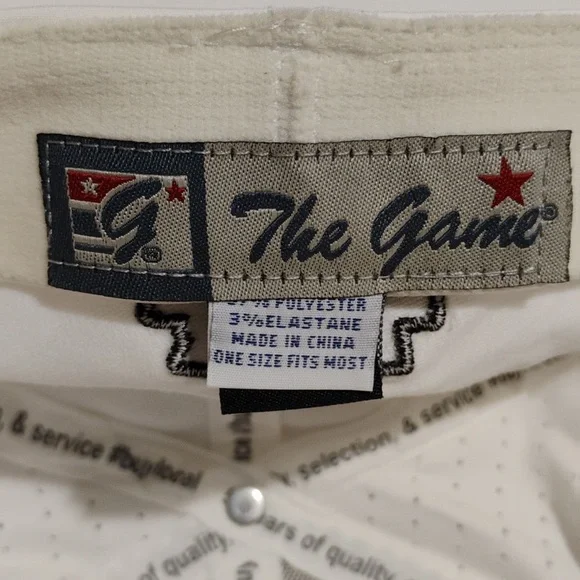 G®
The Game®
97% POLYESTER
3% ELASTANE
MADE IN CHINA
ONE SIZE FITS MOST
, & service
selection, & service
of quality,
ars of quality